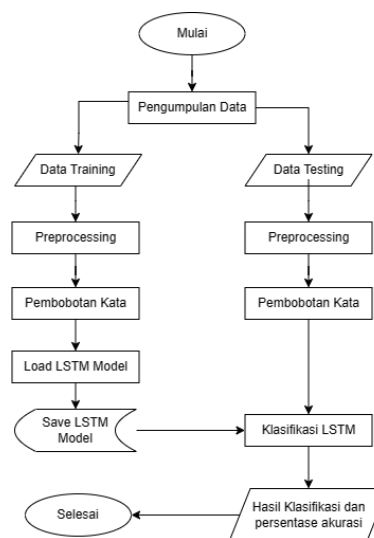 Mulai
Pengumpulan Data
Data Training
Data Testing
Preprocessing
Preprocessing
Pembobotan Kata
Pembobotan Kata
Load LSTM Model
Save LSTM
Model
Klasifikasi LSTM
Hasil Klasifikasi dan
persentase akurasi
Selesai